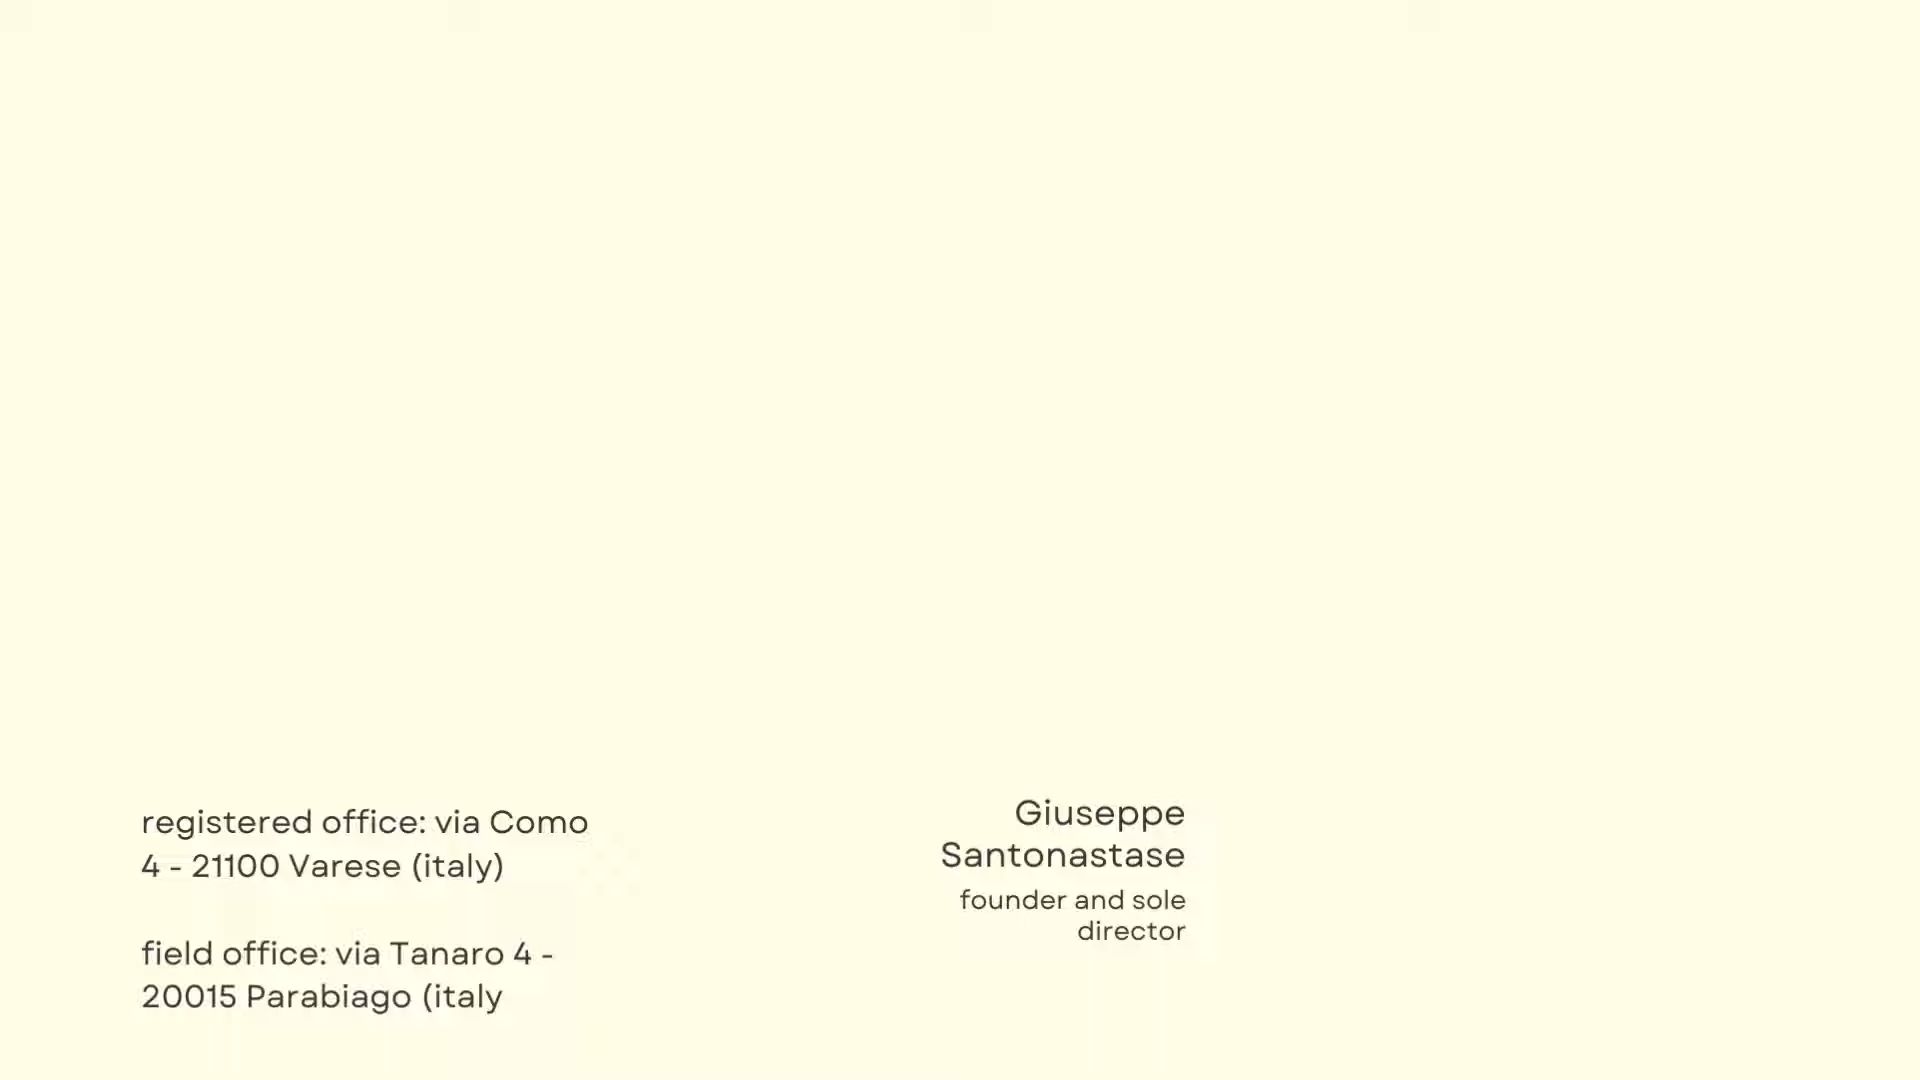 registered office: via Como
4 - 21100 Varese (italy)
field office: via Tanaro 4 -
20015 Parabiago (italy
Giuseppe
Santonastase
founder and sole
director